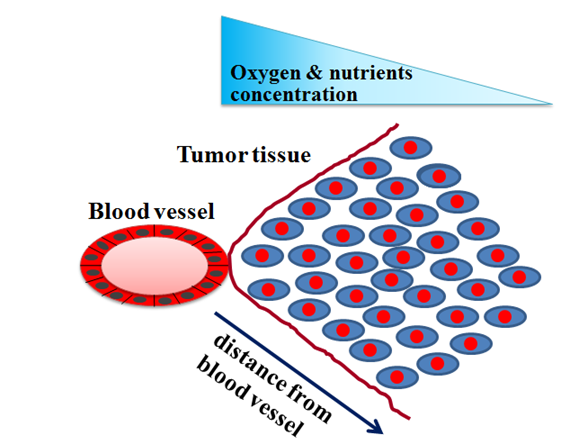 Oxygen & nutrients
concentration
Tumor tissue
Blood vessel
distance from
blood vessel